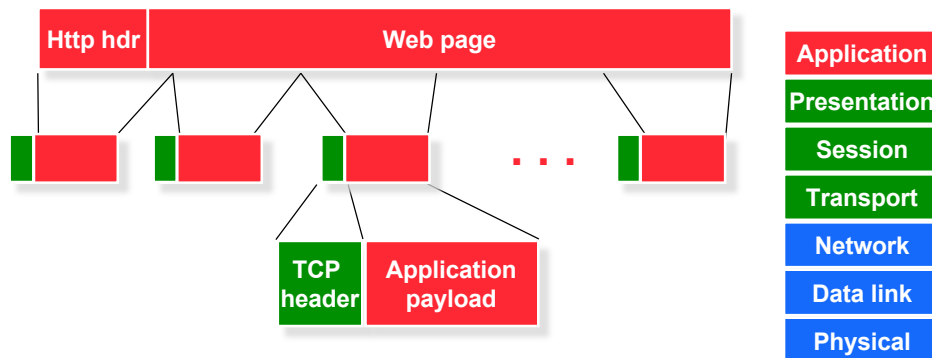 Http hdr
Web page
. . .
TCP
header
Application
payload
Application
Presentation
Session
Transport
Network
Data link
Physical